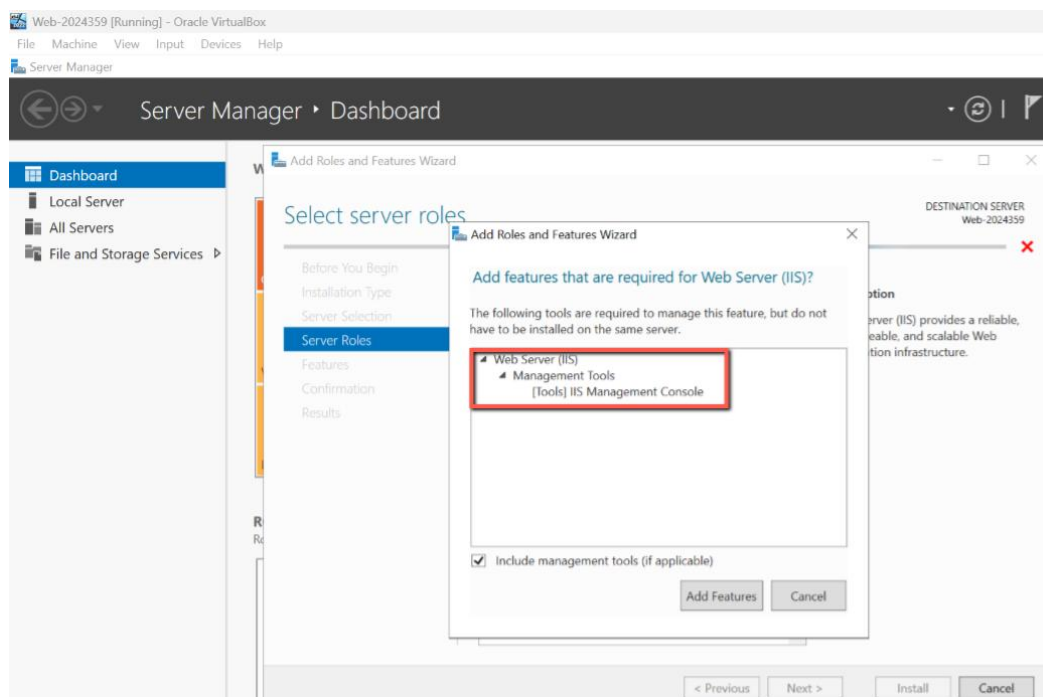 Web-2024359 [Running] - Oracle VirtualBox
File Machine View Input Devices Help
Server Manager
Server Manager • Dashboard
Dashboard
Local Server
All Servers
File and Storage Services
Add Roles and Features Wizard
Select server roles
DESTINATION SERVER
Web-2024359
Before You Begin
Installation Type
Server Selection
Server Roles
Features
Confirmation
Results
Add Roles and Features Wizard
Add features that are required for Web Server (IIS)?
The following tools are required to manage this feature, but do not
have to be installed on the same server.
Web Server (IIS)
Management Tools
[Tools] IIS Management Console
Include management tools (if applicable)
Add Features Cancel
(IIS) provides a reliable,
and scalable Web
infrastructure.
< Previous Next > Install Cancel